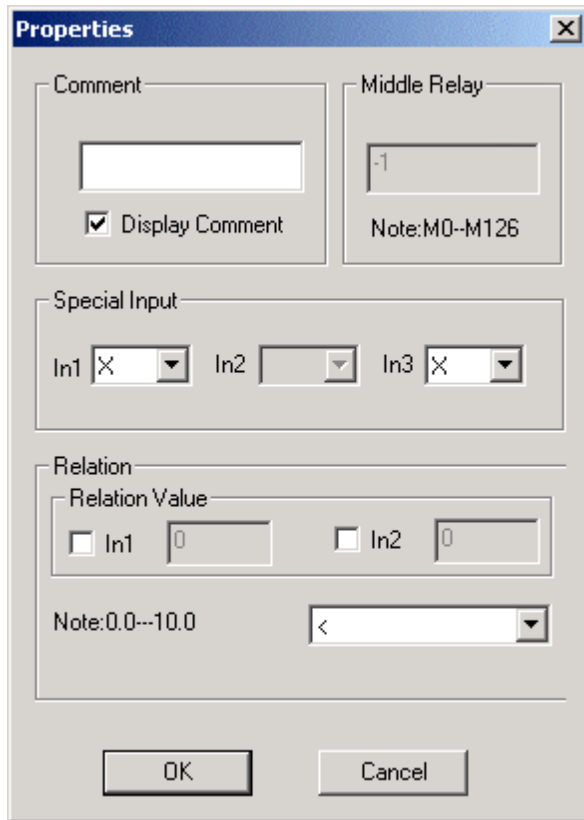 Properties
Comment
Middle Relay
-1
Display Comment
Note:M0--M126
Special Input
In1 X In2 In3 X
Relation
Relation Value
In1 0 In2 0
Note:0.0---10.0 <
OK Cancel